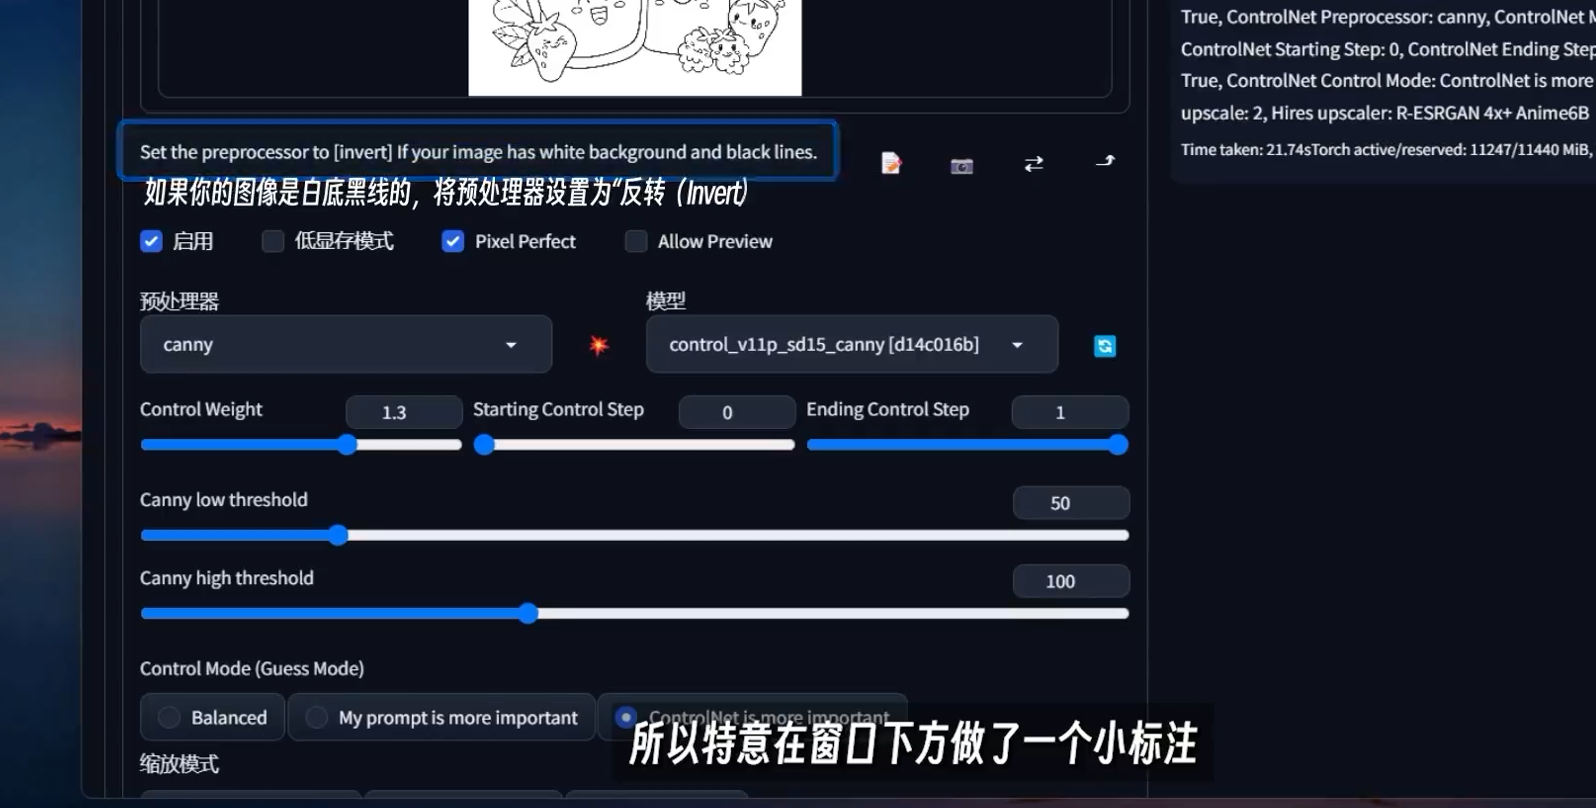 True, ControlNet Preprocessor: canny, ControlNet M
ControlNet Starting Step: 0, ControlNet Ending Step
True, ControlNet Control Mode: ControlNet is more
upscale: 2, Hires upscaler: R-ESRGAN 4x+ Anime6B
Time taken: 21.74sTorch active/reserved: 11247/11440 MiB,
Set the preprocessor to [invert] If your image has white background and black lines.
如果你的图像是白底黑线的，将预处理器设置为“反转（Invert）
启用 低显存模式 Pixel Perfect Allow Preview
预处理器 模型
canny control_v11p_sd15_canny [d14c016b]
Control Weight 1.3 Starting Control Step 0 Ending Control Step 1
Canny low threshold 50
Canny high threshold 100
Control Mode (Guess Mode)
Balanced My prompt is more important ControlNet is more important
所以特意在窗口下方做了一个小标注
缩放模式